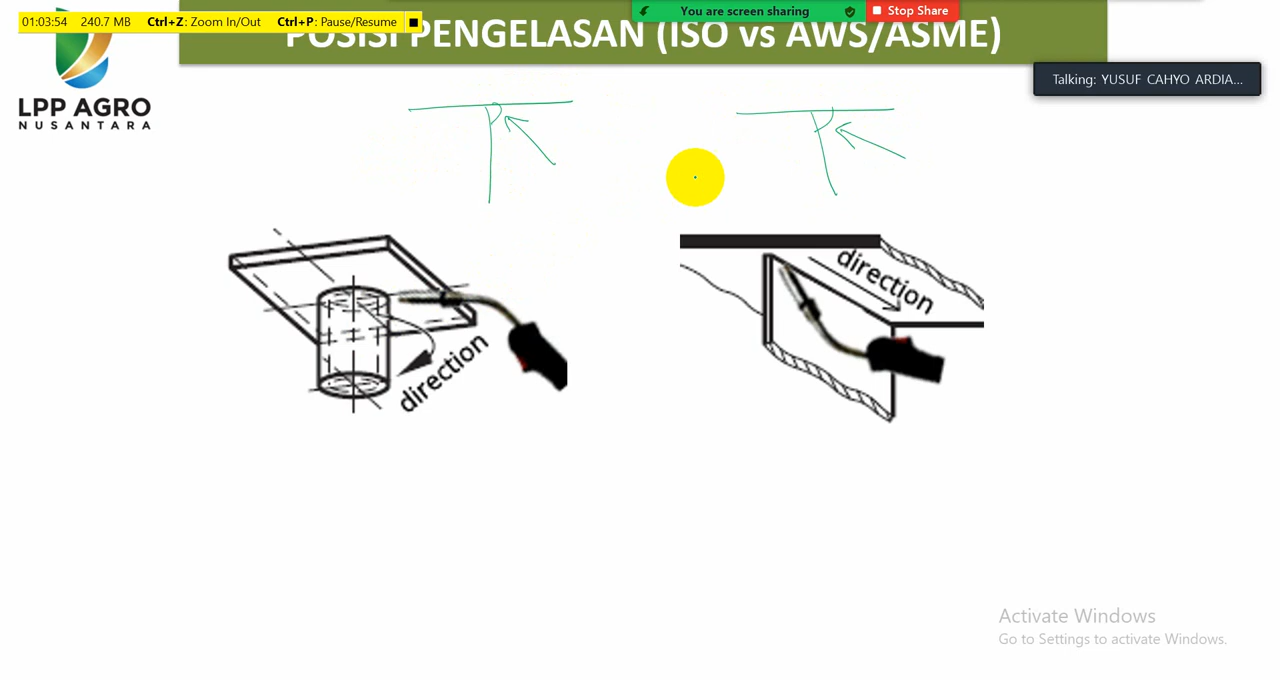 01:03:54 240.7 MB Ctrl+Z: Zoom In/Out Ctrl+P: Pause/Resume
You are screen sharing Stop Share
POSISI PENGELASAN (ISO vs AWS/ASME)
Talking: YUSUF CAHYO ARDIA...
LPP AGRO
NUSANTARA
direction
direction
Activate Windows
Go to Settings to activate Windows.